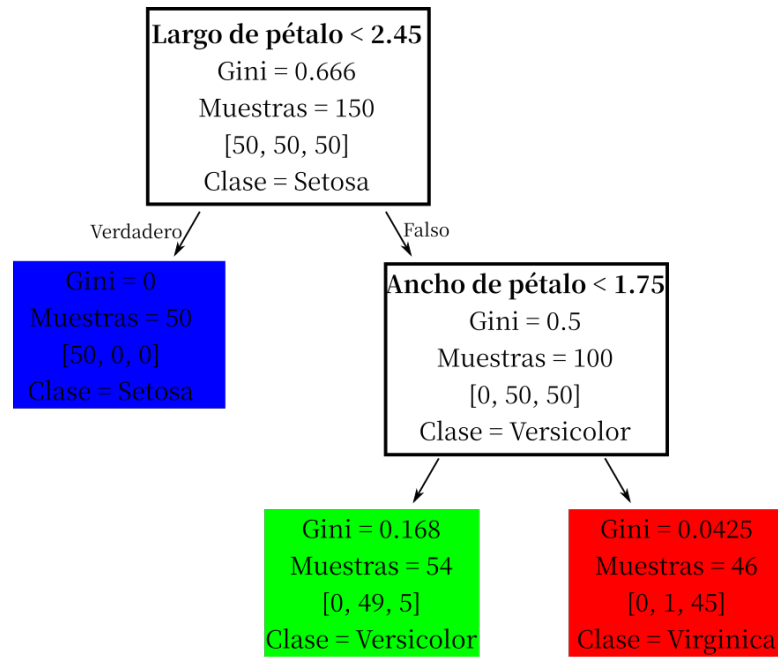 Largo de pétalo < 2.45
Gini = 0.666
Muestras = 150
[50, 50, 50]
Clase = Setosa
Verdadero
Falso
Gini = 0
Muestras = 50
[50, 0, 0]
Clase = Setosa
Ancho de pétalo < 1.75
Gini = 0.5
Muestras = 100
[0, 50, 50]
Clase = Versicolor
Gini = 0.168
Muestras = 54
[0, 49, 5]
Clase = Versicolor
Gini = 0.0425
Muestras = 46
[0, 1, 45]
Clase = Virginica